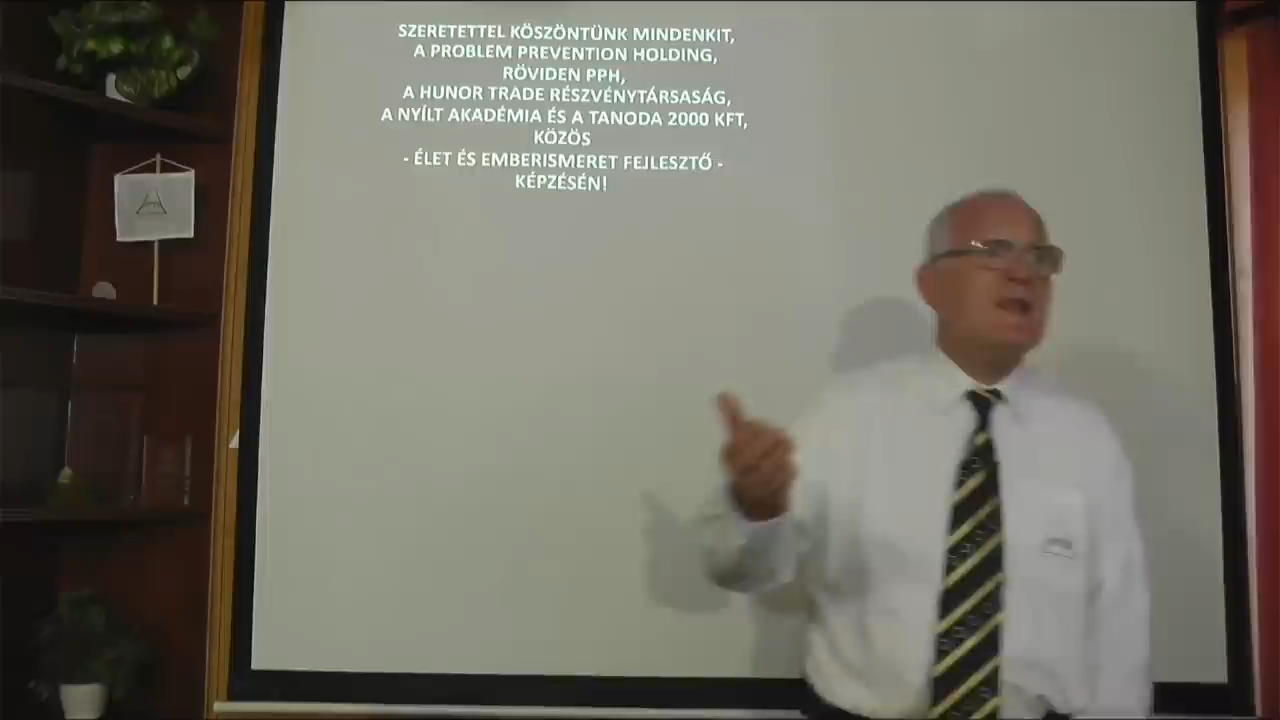 SZERETETTEL KÖSZÖNTÜNK MINDENKIT,
A PROBLEM PREVENTION HOLDING,
RÖVIDEN PPH,
A HUNOR TRADE RÉSZVÉNYTÁRSASÁG,
A NYÍLT AKADÉMIA ÉS A TANODA 2000 KFT,
KÖZÖS
- ÉLET ÉS EMBERISMERET FEJLESZTŐ -
KÉPZÉSÉN!